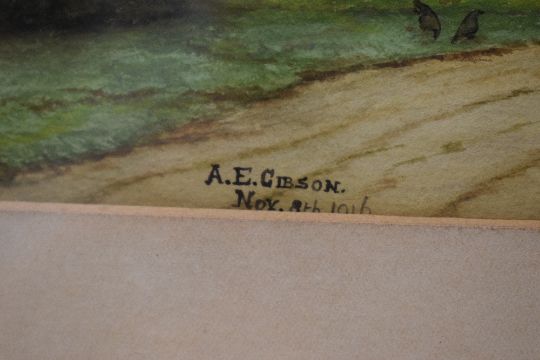 A.E. GIBSON.
Nov. 8th 1916